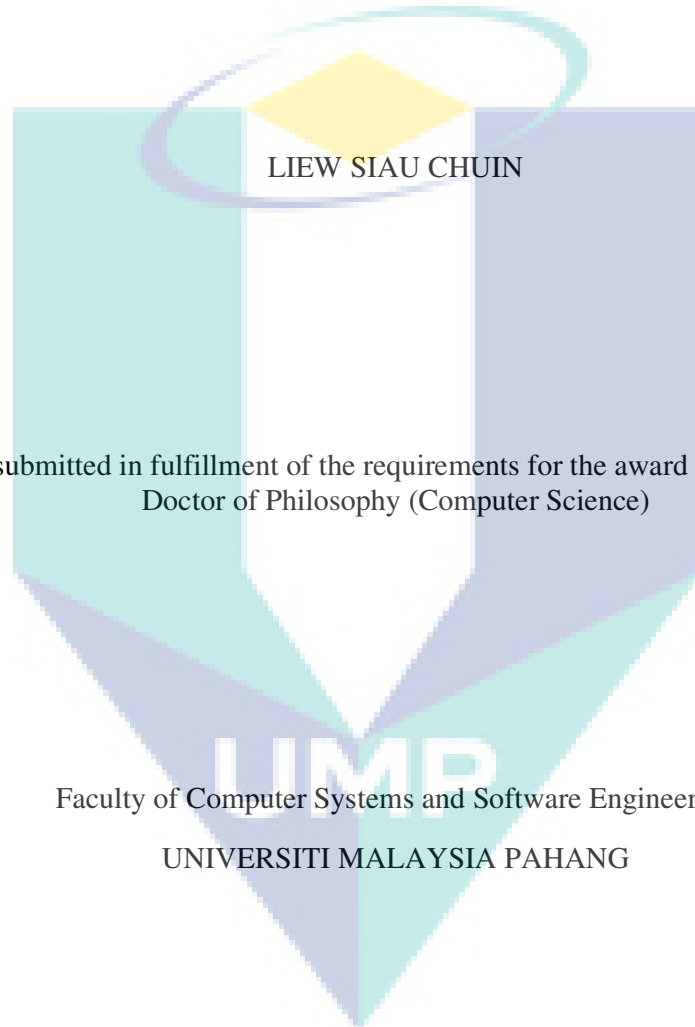 LIEW SIAU CHUIN
submitted in fulfillment of the requirements for the award
Doctor of Philosophy (Computer Science)
UMP
Faculty of Computer Systems and Software Engineer
UNIVERSITI MALAYSIA PAHANG